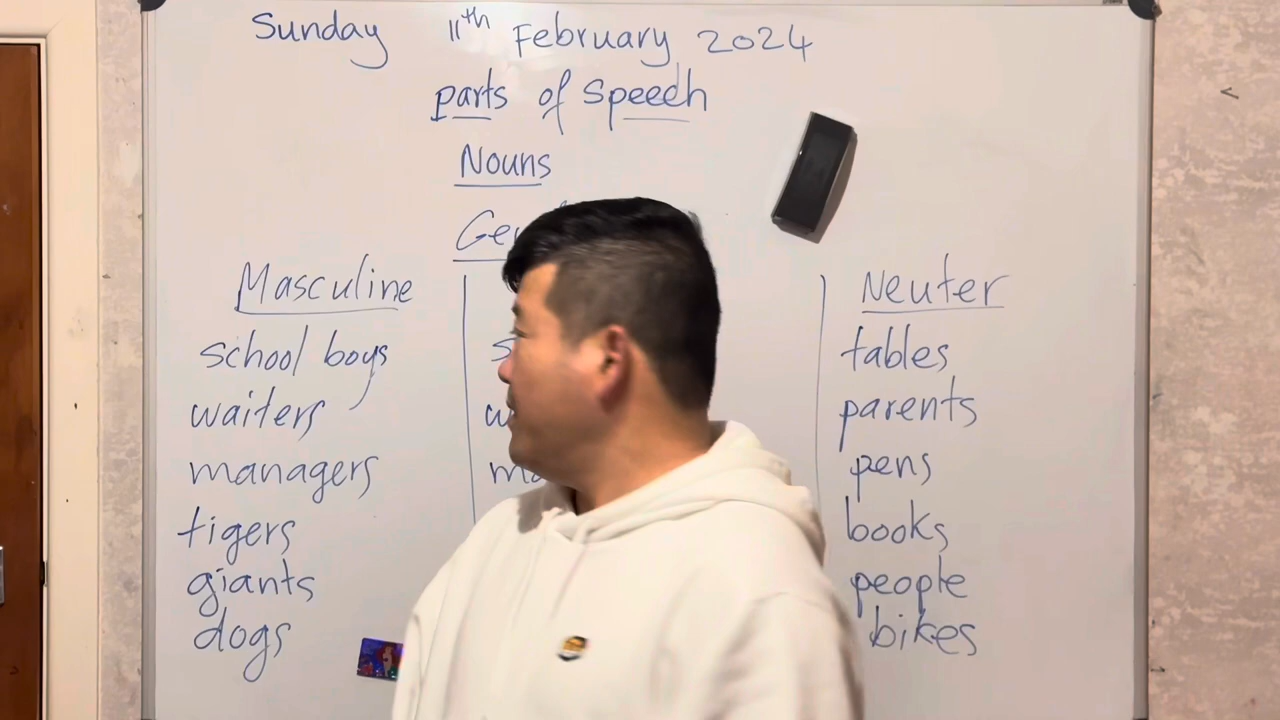 Sunday 11th February 2024
parts of speech
Nouns
Masculine
school boys
waiters
managers
tigers
giants
dogs
Neuter
tables
parents
pens
books
people
bikes